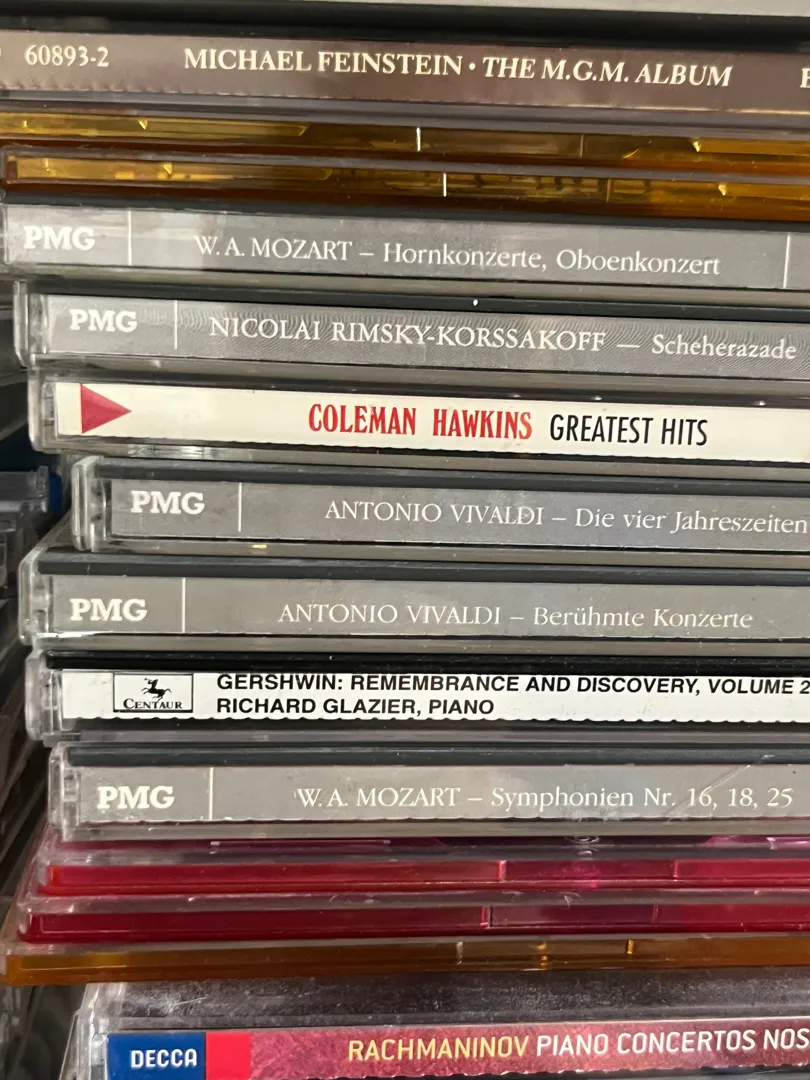 60893-2 MICHAEL FEINSTEIN • THE M.G.M. ALBUM
PMG W. A. MOZART – Hornkonzerte, Oboenkonzert
PMG NICOLAI RIMSKY-KORSSAKOFF — Scheherazade
COLEMAN HAWKINS GREATEST HITS
PMG ANTONIO VIVALDI – Die vier Jahreszeiten
PMG ANTONIO VIVALDI – Berühmte Konzerte
CENTAUR GERSHWIN: REMEMBRANCE AND DISCOVERY, VOLUME 2
RICHARD GLAZIER, PIANO
PMG W. A. MOZART – Symphonien Nr. 16, 18, 25
DECCA RACHMANINOV PIANO CONCERTOS NOS